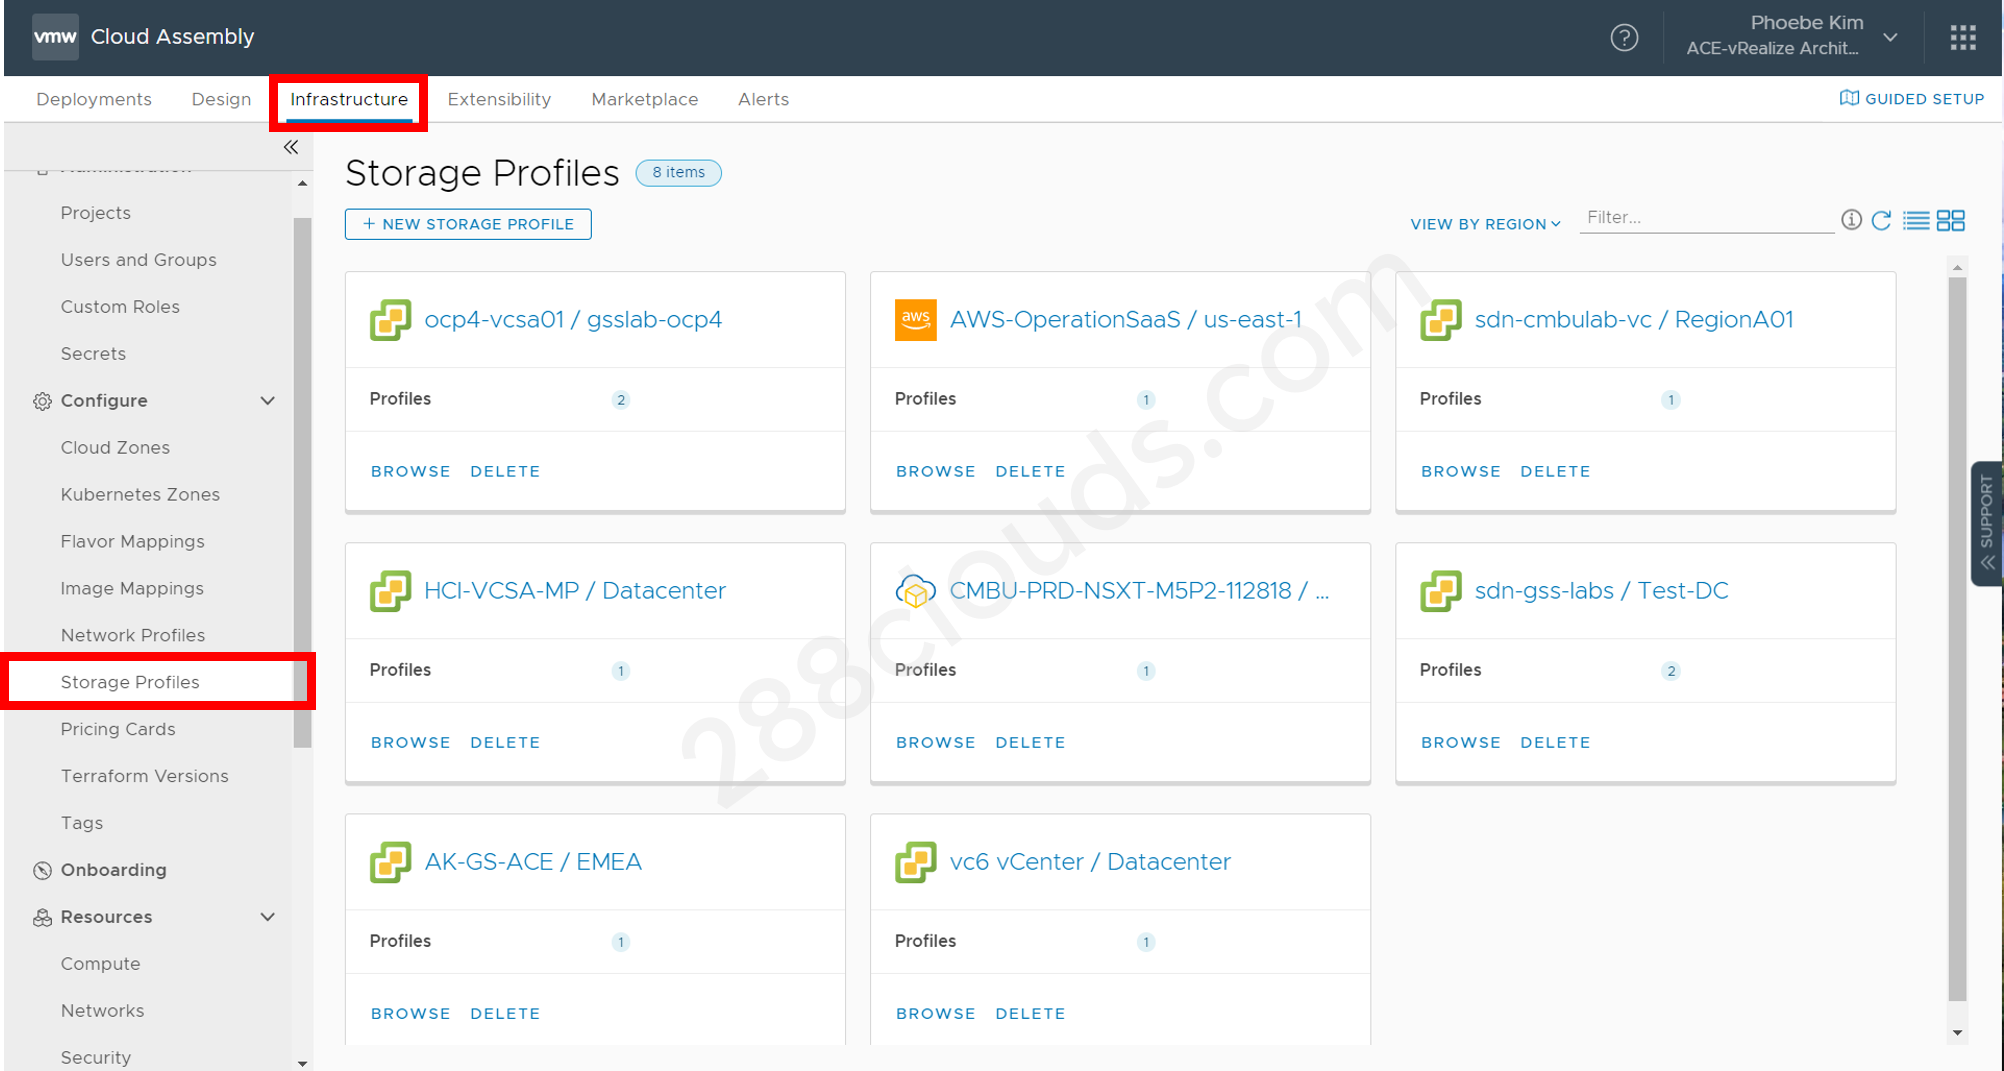 vmw Cloud Assembly
Phoebe Kim
ACE-vRealize Archit...
Deployments Design Infrastructure Extensibility Marketplace Alerts
GUIDED SETUP
Administration
Projects
Users and Groups
Custom Roles
Secrets
Configure
Cloud Zones
Kubernetes Zones
Flavor Mappings
Image Mappings
Network Profiles
Storage Profiles
Pricing Cards
Terraform Versions
Tags
Onboarding
Resources
Compute
Networks
Security
Storage Profiles 8 items
+ NEW STORAGE PROFILE
VIEW BY REGION
Filter...
ocp4-vcsa01 / gsslab-ocp4
Profiles 2
BROWSE DELETE
aws AWS-OperationSaaS / us-east-1
Profiles 1
BROWSE DELETE
sdn-cmbulab-vc / RegionA01
Profiles 1
BROWSE DELETE
HCI-VCSA-MP / Datacenter
Profiles 1
BROWSE DELETE
CMBU-PRD-NSXT-M5P2-112818 / ...
Profiles 1
BROWSE DELETE
sdn-gss-labs / Test-DC
Profiles 2
BROWSE DELETE
AK-GS-ACE / EMEA
Profiles 1
BROWSE DELETE
vc6 vCenter / Datacenter
Profiles 1
BROWSE DELETE
SUPPORT
288clouds.com